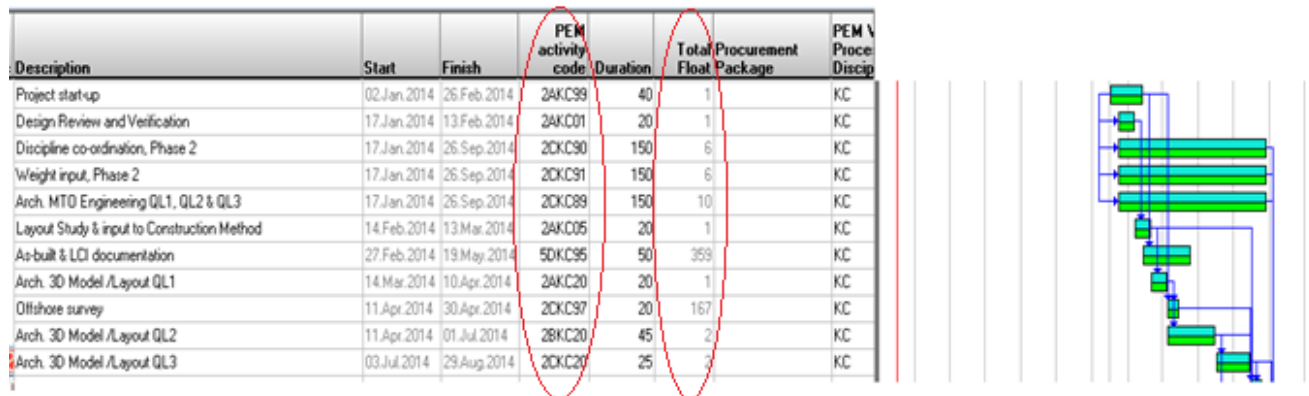 Description Start Finish PEM activity code Duration Total Float Procurement Package PEM Proce Discip
Project start-up 02.Jan.2014 26.Feb.2014 2AKC99 40 1 KC
Design Review and Verification 17.Jan.2014 13.Feb.2014 2AKC01 20 1 KC
Discipline co-ordination, Phase 2 17.Jan.2014 26.Sep.2014 2CKC90 150 6 KC
Weight input, Phase 2 17.Jan.2014 26.Sep.2014 2CKC91 150 6 KC
Arch. MTO Engineering QL1, QL2 & QL3 17.Jan.2014 26.Sep.2014 2CKC89 150 10 KC
Layout Study & input to Construction Method 14.Feb.2014 13.Mar.2014 2AKC05 20 1 KC
As-built & LCI documentation 27.Feb.2014 19.May.2014 5DKC95 50 359 KC
Arch. 3D Model /Layout QL1 14.Mar.2014 10.Apr.2014 2AKC20 20 1 KC
Offshore survey 11.Apr.2014 30.Apr.2014 2CKC97 20 167 KC
Arch. 3D Model /Layout QL2 11.Apr.2014 01.Jul.2014 2BKC20 45 2 KC
Arch. 3D Model /Layout QL3 03.Jul.2014 29.Aug.2014 2CKC20 25 2 KC